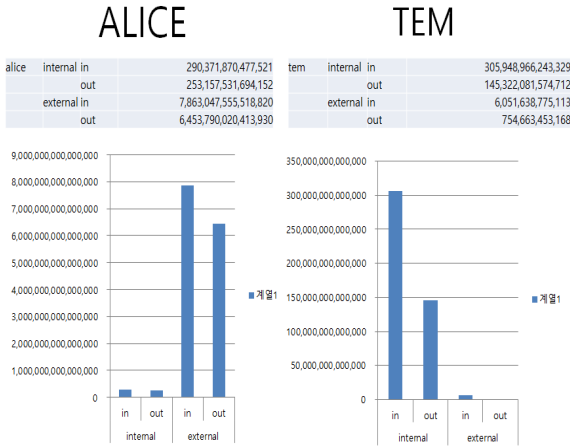 ALICE
alice internal in 290,371,870,477,521
out 253,157,531,694,152
external in 7,863,047,555,518,820
out 6,453,790,020,413,930
9,000,000,000,000,000
8,000,000,000,000,000
7,000,000,000,000,000
6,000,000,000,000,000
5,000,000,000,000,000
4,000,000,000,000,000
3,000,000,000,000,000
2,000,000,000,000,000
1,000,000,000,000,000
0
in out in out
internal external
계열1
TEM
tem internal in 305,948,966,243,329
out 145,322,081,574,712
external in 6,051,638,775,113
out 754,663,453,168
350,000,000,000,000
300,000,000,000,000
250,000,000,000,000
200,000,000,000,000
150,000,000,000,000
100,000,000,000,000
50,000,000,000,000
0
in out in out
internal external
계열1